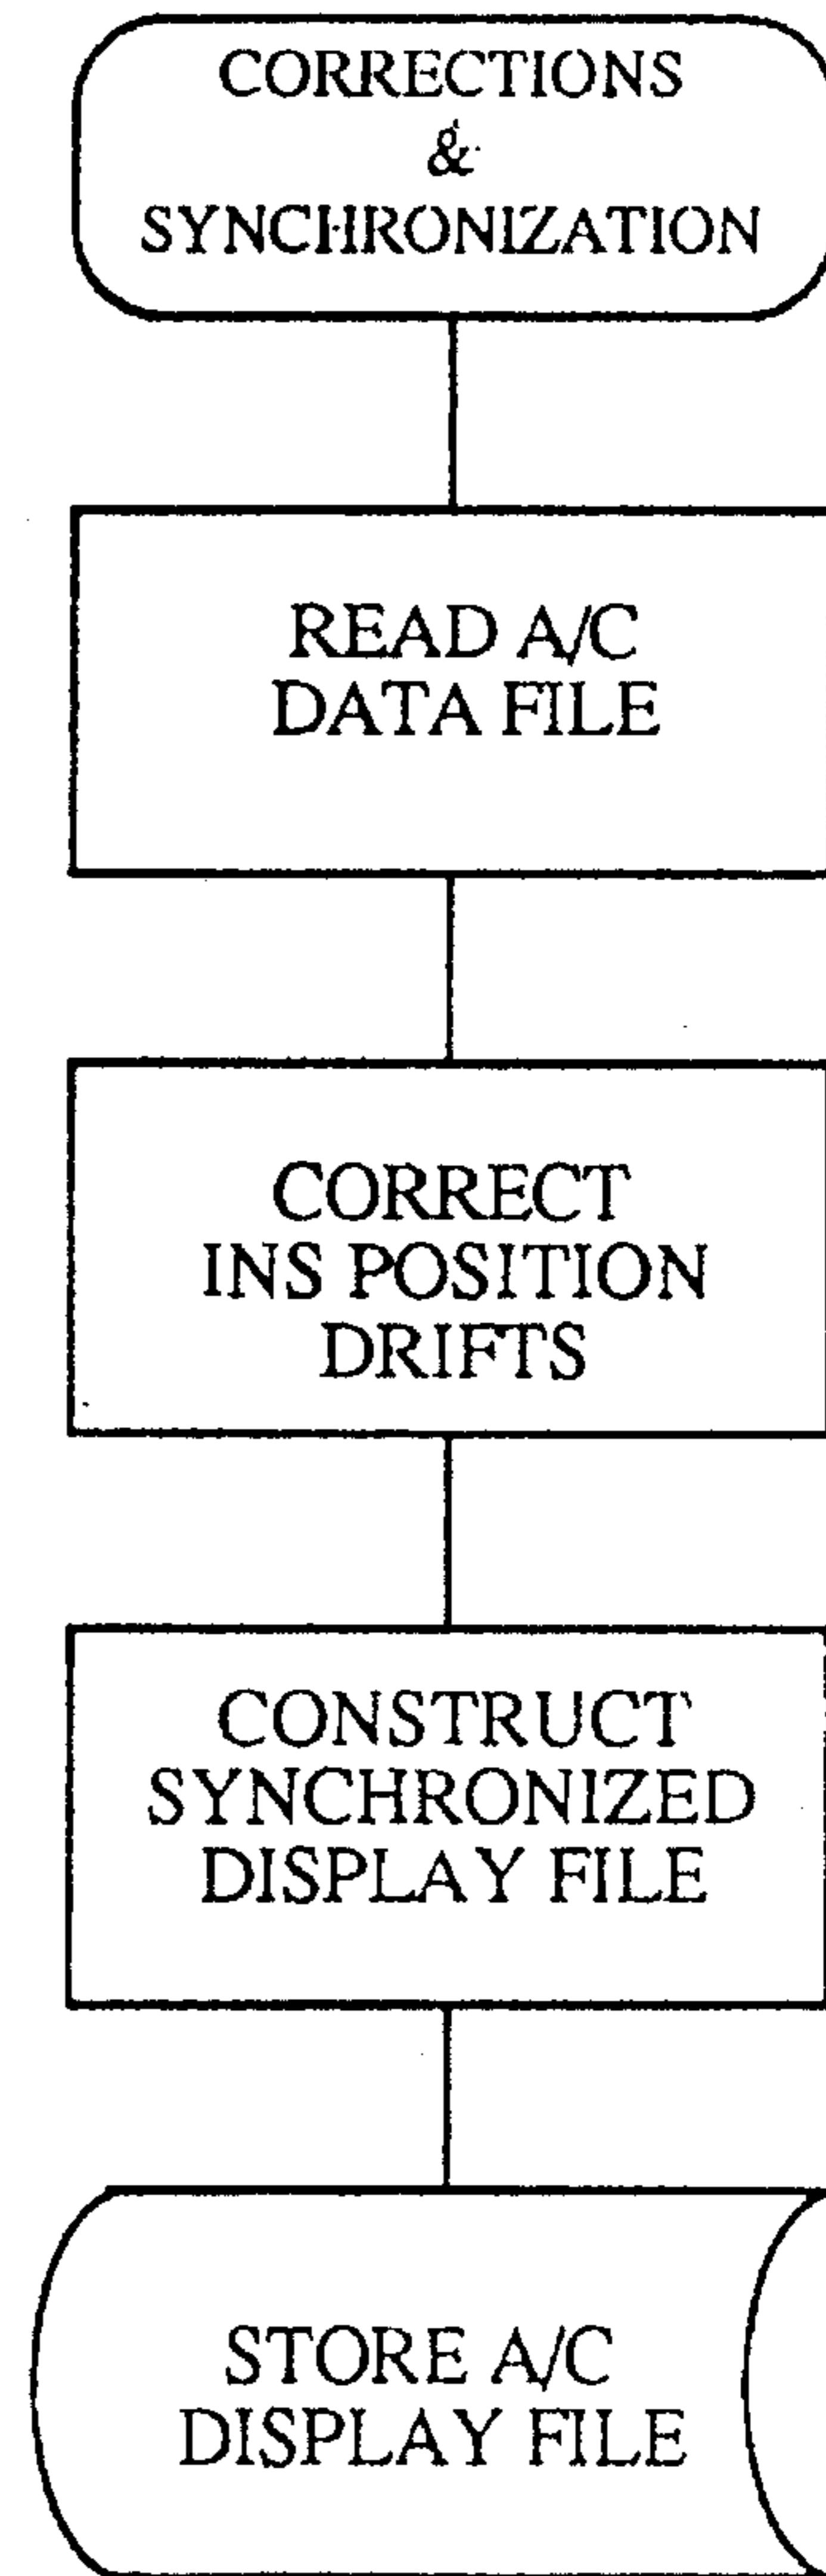 CORRECTIONS
&
SYNCHRONIZATION
READ A/C
DATA FILE
CORRECT
INS POSITION
DRIFTS
CONSTRUCT
SYNCHRONIZED
DISPLAY FILE
STORE A/C
DISPLAY FILE